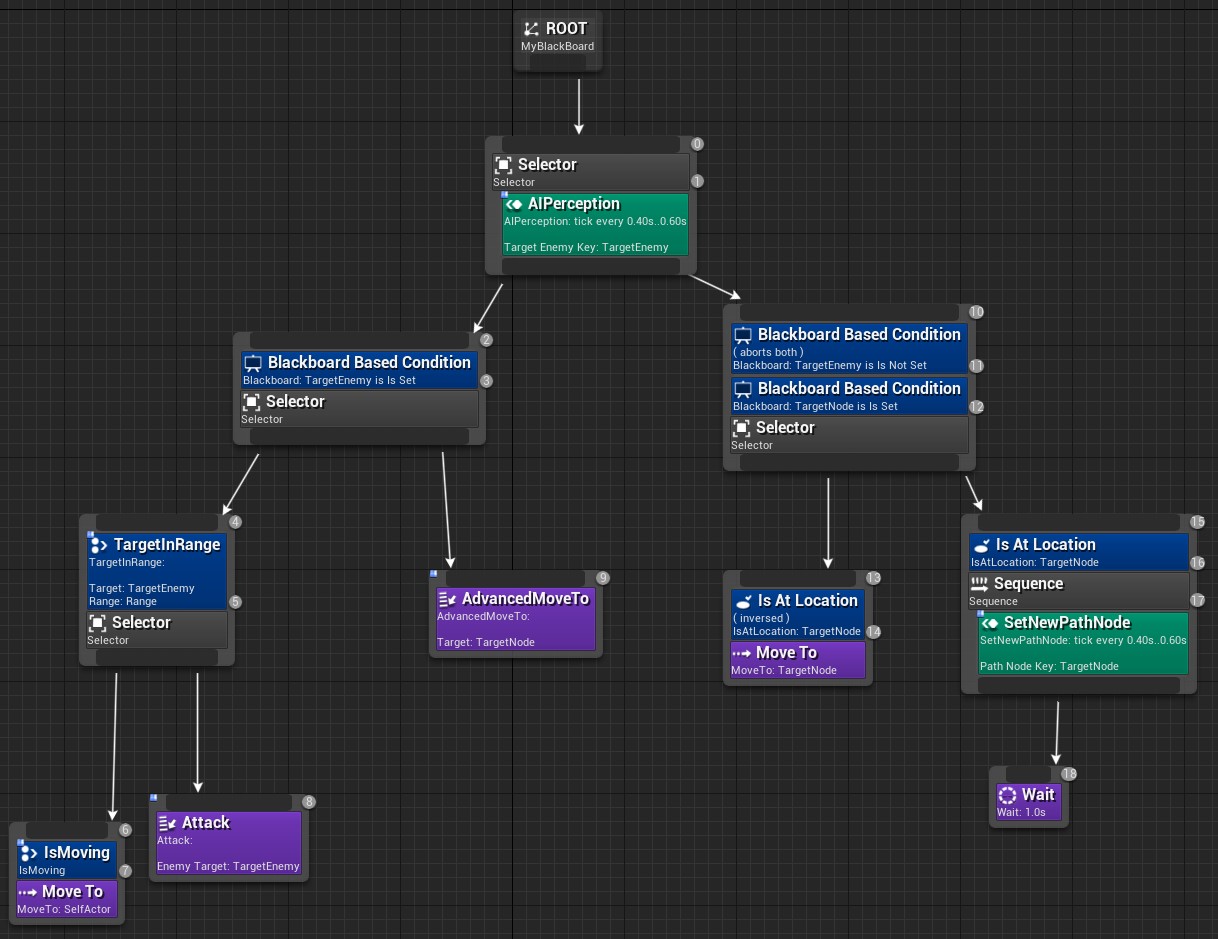 ROOT
MyBlackBoard
0
Selector
Selector
1
AIPerception
AIPerception: tick every 0.40s..0.60s
Target Enemy Key: TargetEnemy
2
Blackboard Based Condition
Blackboard: TargetEnemy is Is Set
3
Selector
Selector
10
Blackboard Based Condition
( aborts both )
Blackboard: TargetEnemy is Is Not Set
11
Blackboard Based Condition
Blackboard: TargetNode is Is Set
12
Selector
Selector
4
TargetInRange
TargetInRange:
Target: TargetEnemy
Range: Range
5
Selector
Selector
9
AdvancedMoveTo
AdvancedMoveTo:
Target: TargetNode
13
Is At Location
( inversed )
IsAtLocation: TargetNode
14
Move To
MoveTo: TargetNode
15
Is At Location
IsAtLocation: TargetNode
16
Sequence
Sequence
17
SetNewPathNode
SetNewPathNode: tick every 0.40s..0.60s
Path Node Key: TargetNode
6
IsMoving
IsMoving
7
Move To
MoveTo: SelfActor
8
Attack
Attack:
Enemy Target: TargetEnemy
18
Wait
Wait: 1.0s